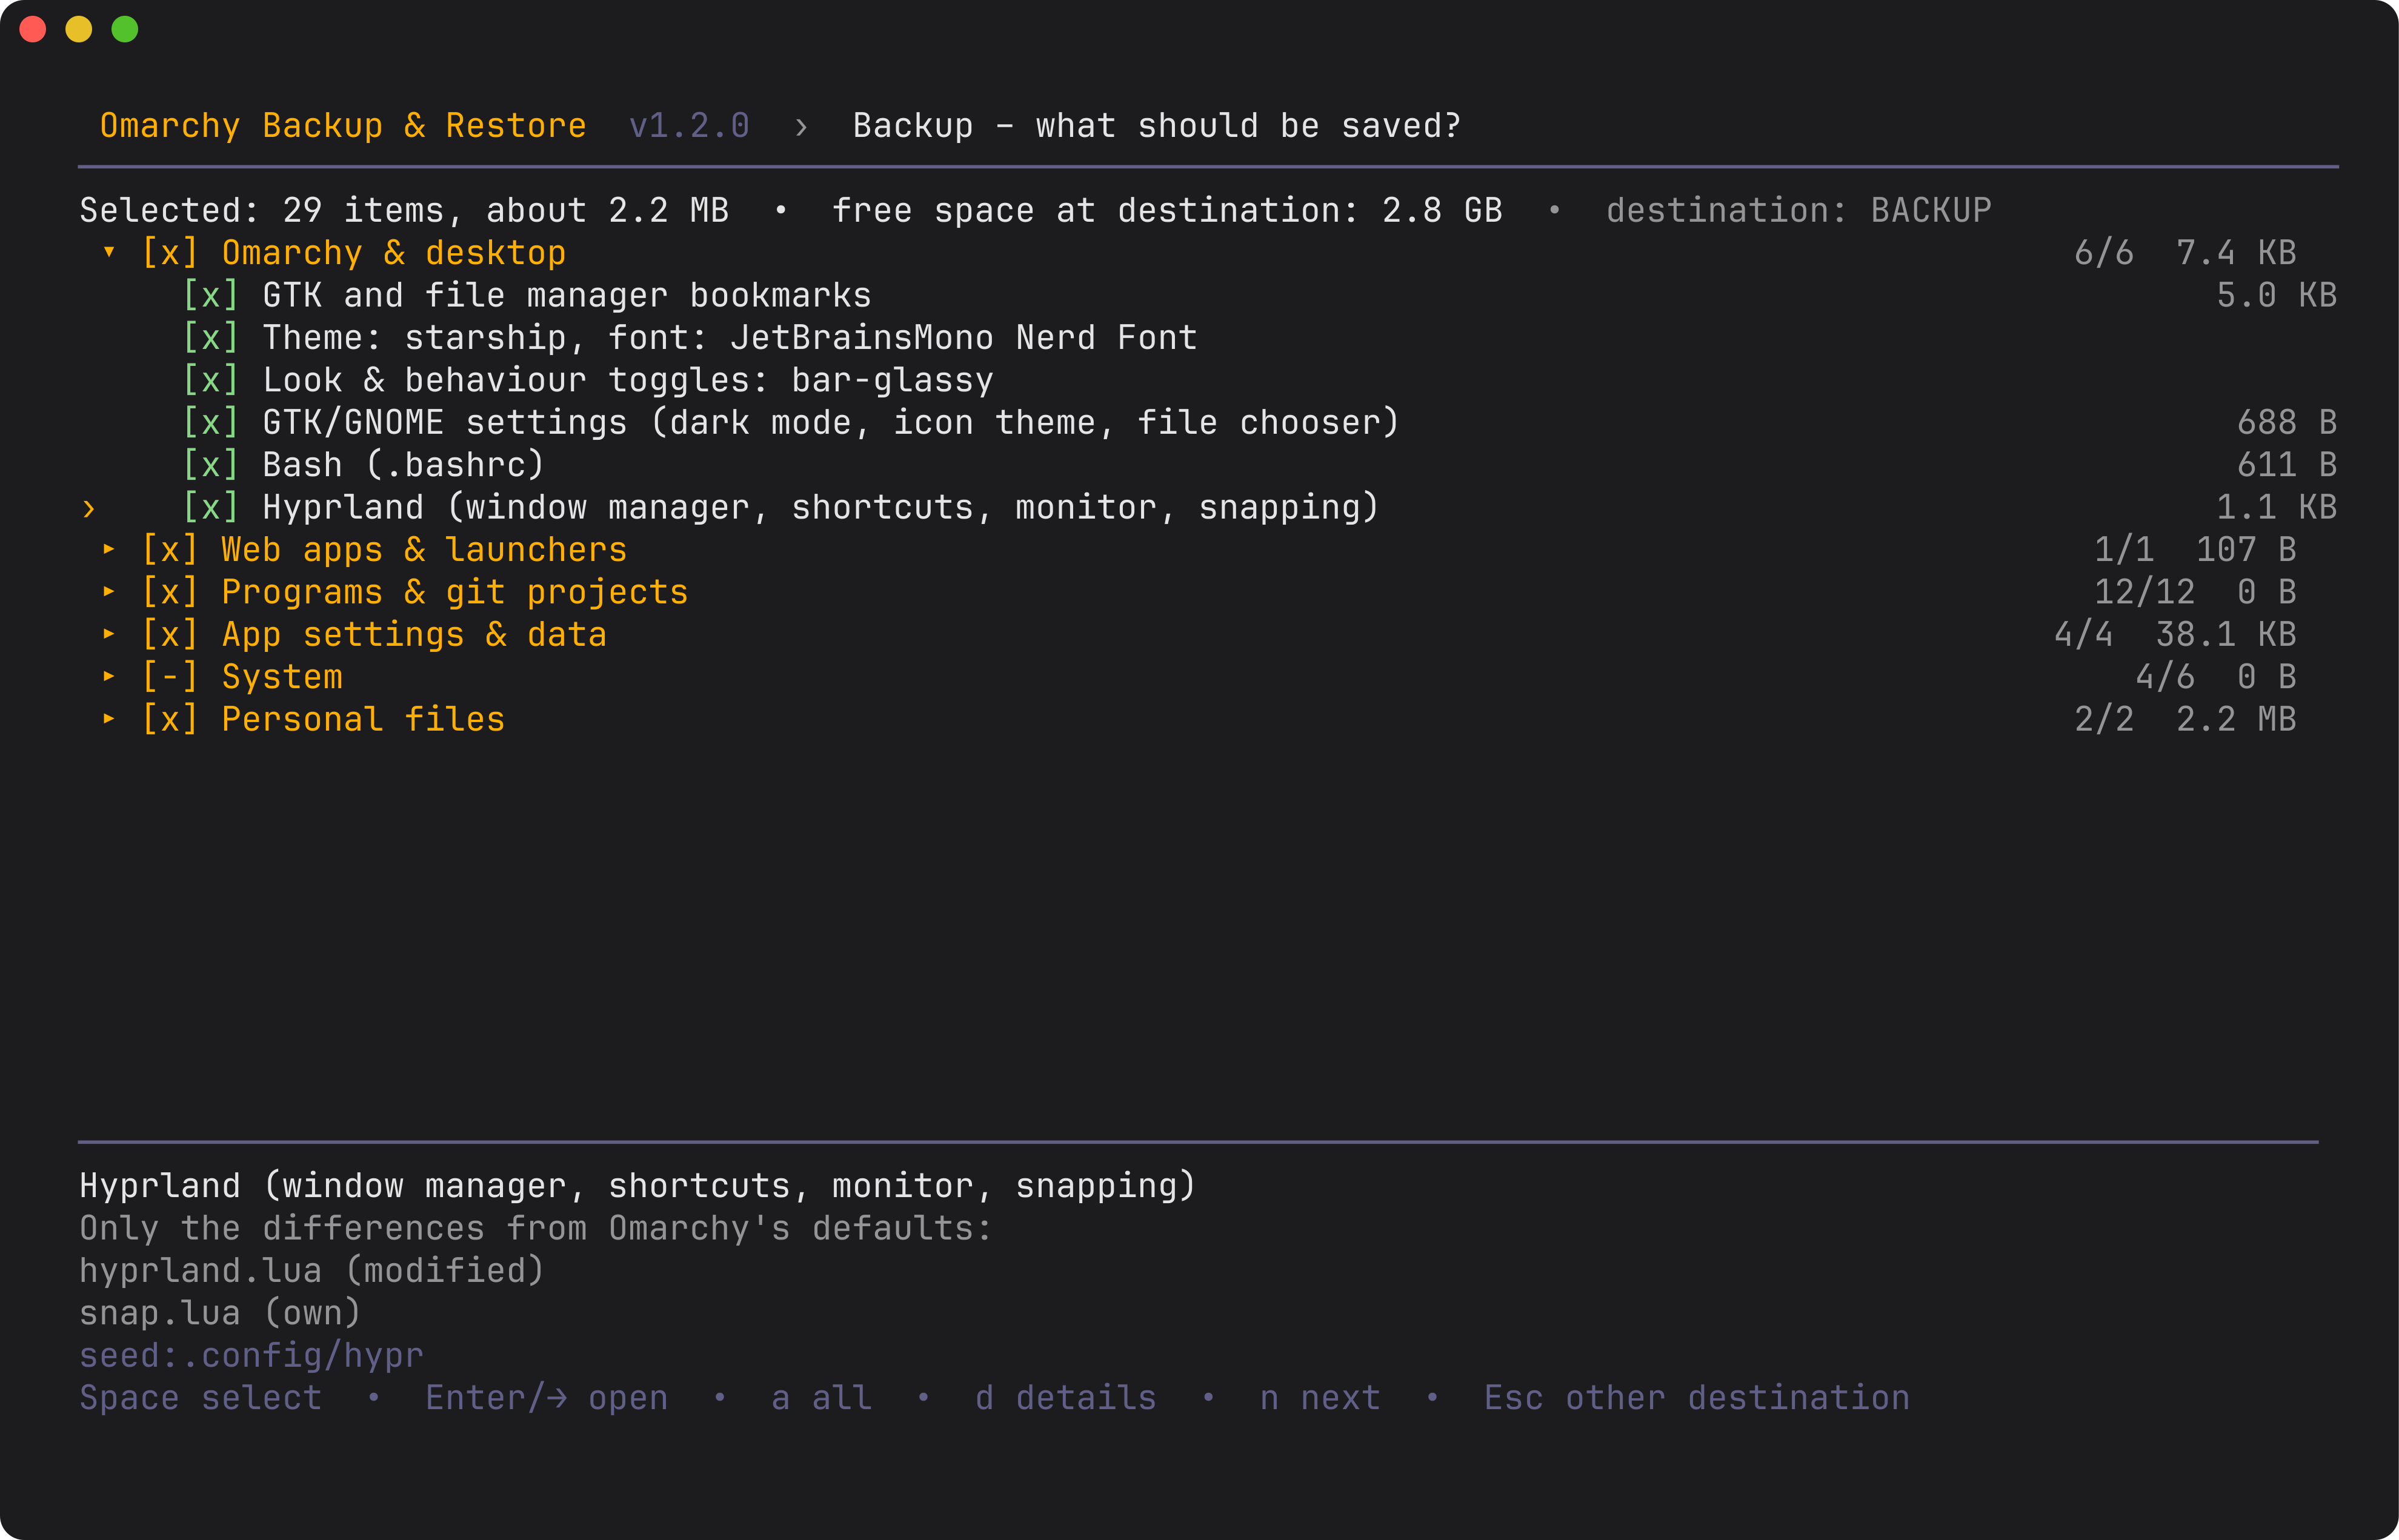 Omarchy Backup & Restore  v1.2.0  ›  Backup – what should be saved?
Selected: 29 items, about 2.2 MB  •  free space at destination: 2.8 GB  •  destination: BACKUP
▾ [x] Omarchy & desktop  6/6  7.4 KB
[x] GTK and file manager bookmarks  5.0 KB
[x] Theme: starship, font: JetBrainsMono Nerd Font
[x] Look & behaviour toggles: bar-glassy
[x] GTK/GNOME settings (dark mode, icon theme, file chooser)  688 B
[x] Bash (.bashrc)  611 B
› [x] Hyprland (window manager, shortcuts, monitor, snapping)  1.1 KB
▸ [x] Web apps & launchers  1/1  107 B
▸ [x] Programs & git projects  12/12  0 B
▸ [x] App settings & data  4/4  38.1 KB
▸ [-] System  4/6  0 B
▸ [x] Personal files  2/2  2.2 MB
Hyprland (window manager, shortcuts, monitor, snapping)
Only the differences from Omarchy's defaults:
hyprland.lua (modified)
snap.lua (own)
seed:.config/hypr
Space select  •  Enter/→ open  •  a all  •  d details  •  n next  •  Esc other destination